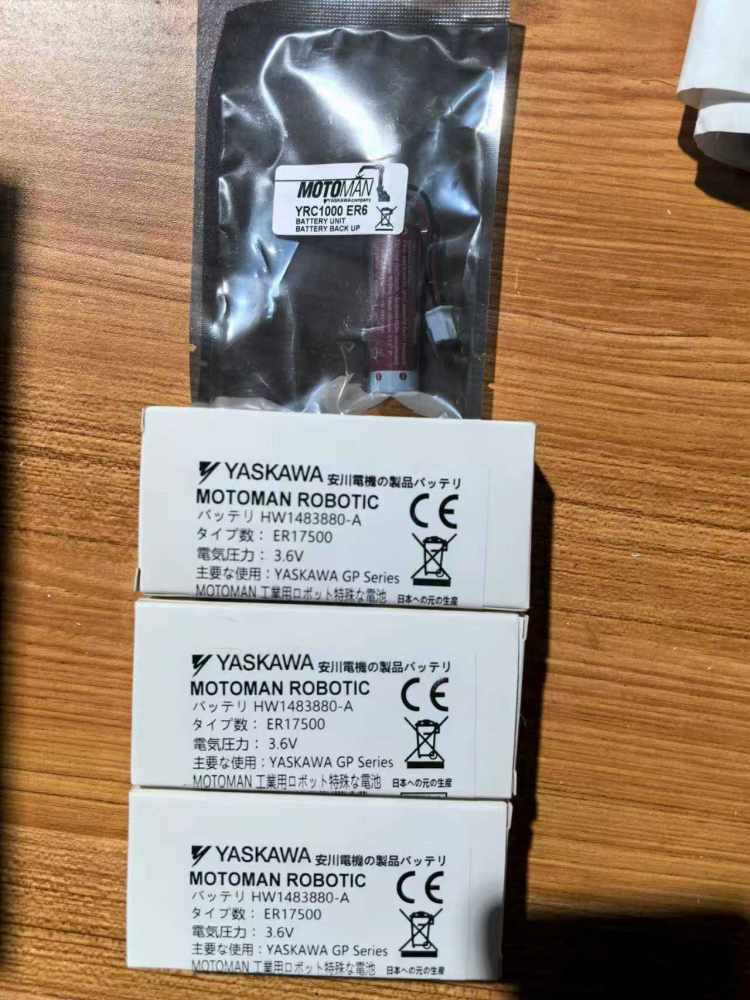 MOTOMAN
YRC1000 ER6
BATTERY UNIT
BATTERY BACK UP
YASKAWA 安川電機の製品バッテリ
MOTOMAN ROBOTIC
バッテリ HW1483880-A
タイプ数： ER17500
電気圧力： 3.6V
主要な使用：YASKAWA GP Series
MOTOMAN 工業用ロボット特殊な電池
CE
日本への元の生産
YASKAWA 安川電機の製品バッテリ
MOTOMAN ROBOTIC
バッテリ HW1483880-A
タイプ数： ER17500
電気圧力： 3.6V
主要な使用：YASKAWA GP Series
MOTOMAN 工業用ロボット特殊な電池
CE
日本への元の生産
YASKAWA 安川電機の製品バッテリ
MOTOMAN ROBOTIC
バッテリ HW1483880-A
タイプ数： ER17500
電気圧力： 3.6V
主要な使用：YASKAWA GP Series
MOTOMAN 工業用ロボット特殊な電池
CE
日本への元の生産